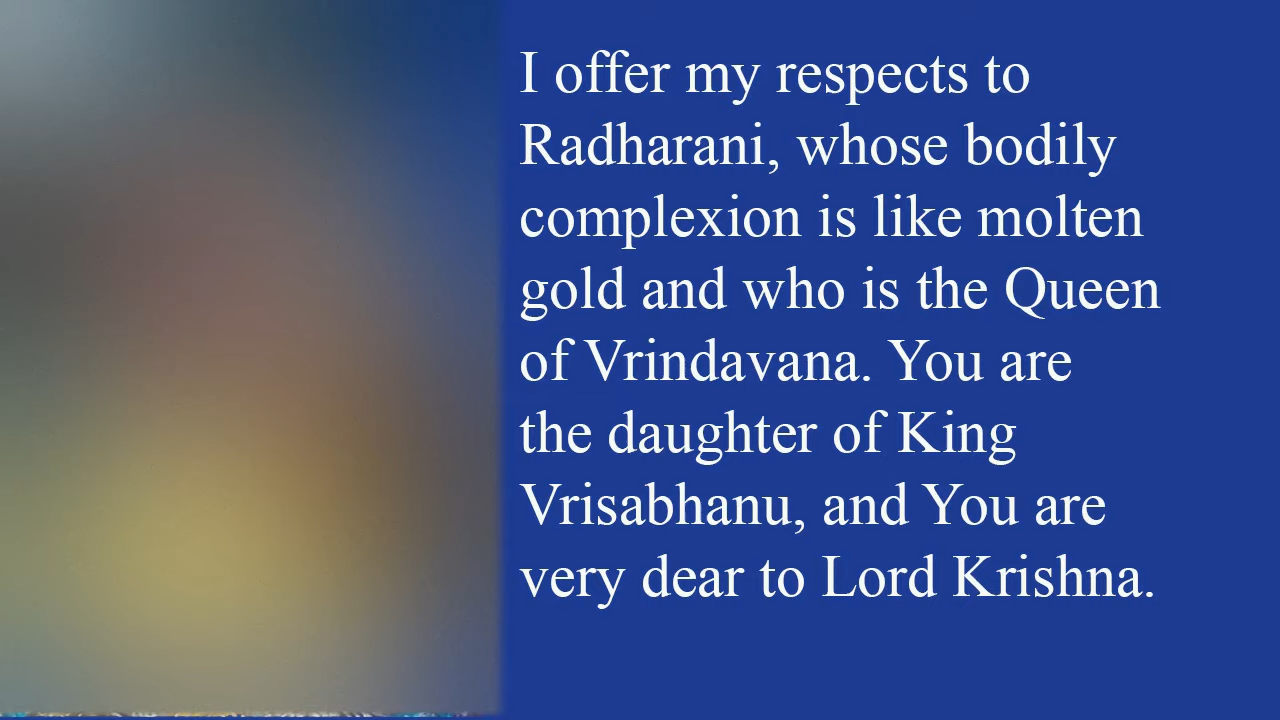 I offer my respects to
Radharani, whose bodily
complexion is like molten
gold and who is the Queen
of Vrindavana. You are
the daughter of King
Vrisabhanu, and You are
very dear to Lord Krishna.